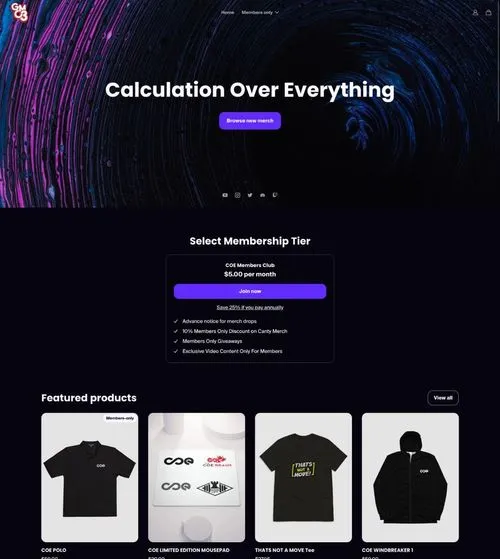 GM
C3
Home
Members only
Calculation Over Everything
Browse new merch
Select Membership Tier
COE Members Club
$5.00 per month
Join now
Save 25% if you pay annually
Advance notice for merch drops
10% Members Only Discount on Canty Merch
Members Only Giveaways
Exclusive Video Content Only For Members
Featured products
View all
Members-only
COE
COE
COE
THAT'S
NOT A
MOVE!
COE
COE POLO
COE LIMITED EDITION MOUSEPAD
THATS NOT A MOVE Tee
COE WINDBREAKER 1